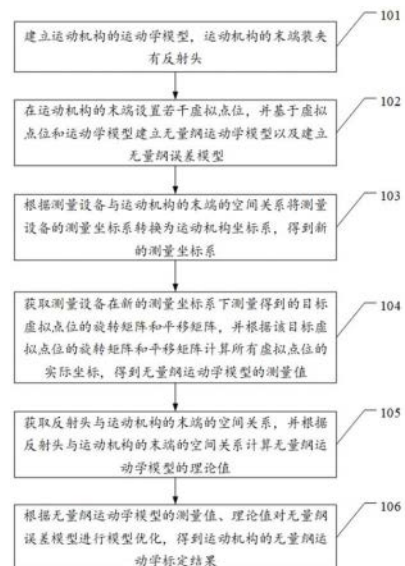 101
建立运动机构的运动学模型，运动机构的末端装夹
有反射头
102
在运动机构的末端设置若干虚拟点位，并基于虚拟
点位和运动学模型建立无量纲运动学模型以及建立
无量纲误差模型
103
根据测量设备与运动机构的末端的空间关系将测量
设备的测量坐标系转换为运动机构坐标系，得到新
的测量坐标系
104
获取测量设备在新的测量坐标系下测量得到的目标
虚拟点位的旋转矩阵和平移矩阵，并根据该目标虚
拟点位的旋转矩阵和平移矩阵计算所有虚拟点位的
实际坐标，得到无量纲运动学模型的测量值
105
获取反射头与运动机构的末端的空间关系，并根据
反射头与运动机构的末端的空间关系计算无量纲运
动学模型的理论值
106
根据无量纲运动学模型的测量值、理论值对无量纲
误差模型进行模型优化，得到运动机构的无量纲运
动学标定结果